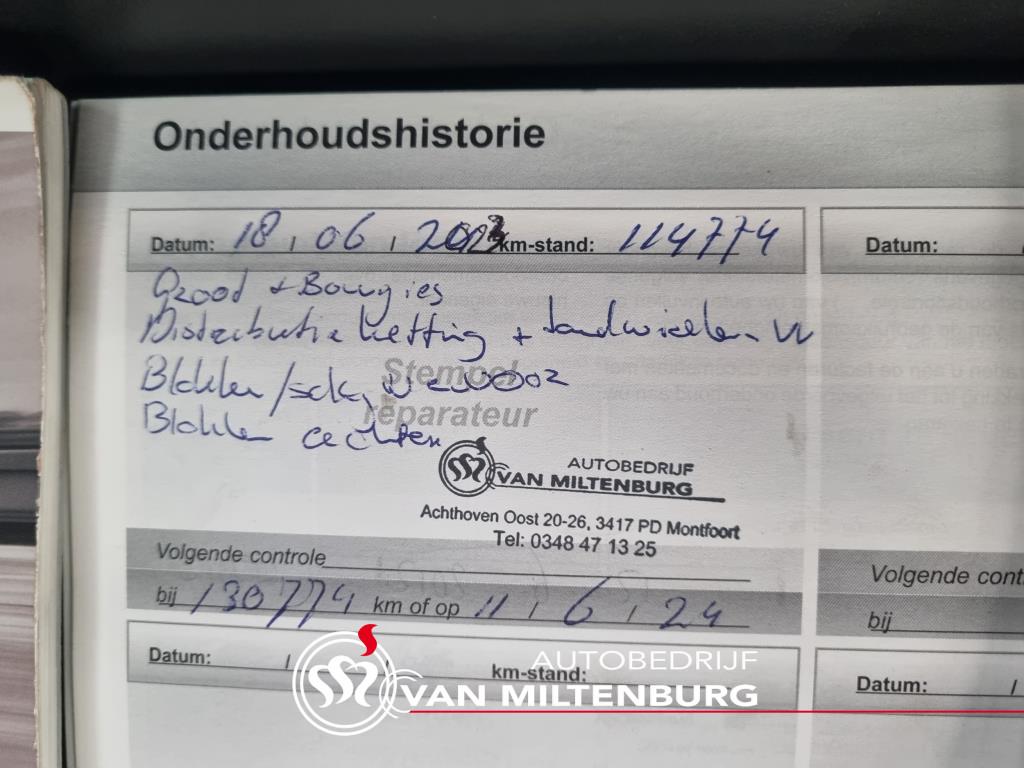 Onderhoudshistorie
Datum: 18 / 06 / 2023 km-stand: 114774
Datum: /
Groot + Bougies
Distributieketting + tandwielen W
Blokken / sch
Stempel
reparateur
Blokken achter
AUTOBEDRIJF
VAN MILTENBURG
Achthoven Oost 20-26, 3417 PD Montfoort
Tel: 0348 47 13 25
Volgende controle
bij 130774 km of op 11 / 6 / 24
Volgende cont
bij
Datum: / / km-stand:
Datum: /
AUTOBEDRIJF
VAN MILTENBURG